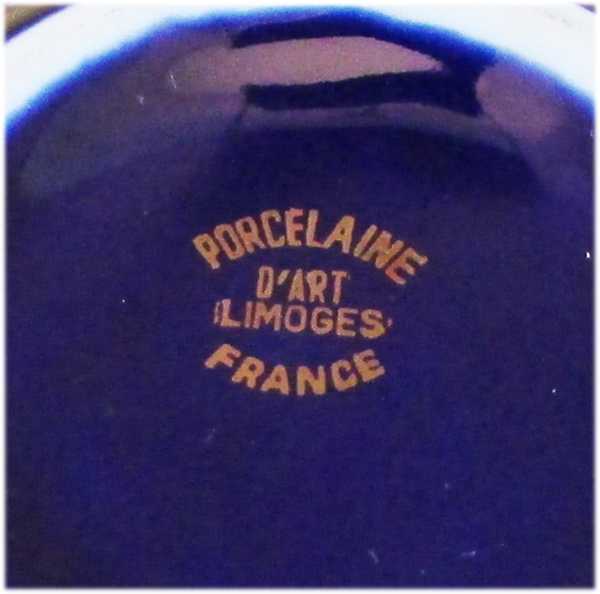 PORCELAINE
D'ART
LIMOGES
FRANCE